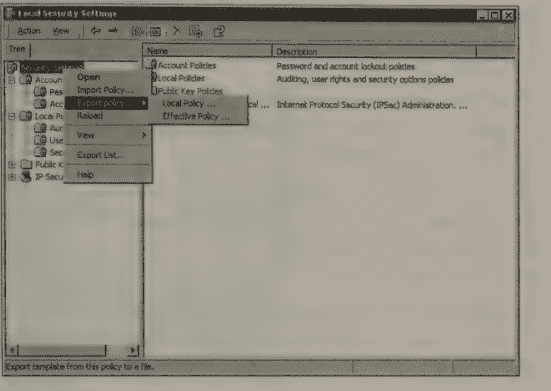 Local Security Settings
Action View
Tree
Name Description
Security Settings
Account Policies Password and account lockout policies
Local Policies Auditing, user rights and security options policies
Public Key Policies
cal ... Internet Protocol Security (IPSec) Administration. ...
Accoun
Pas
Acc
Local Po
Aud
Use
Sec
Public K
IP Secu
Open
Import Policy...
Export policy...
Reload
View
Export List...
Help
Local Policy ...
Effective Policy ...
Export template from this policy to a file.